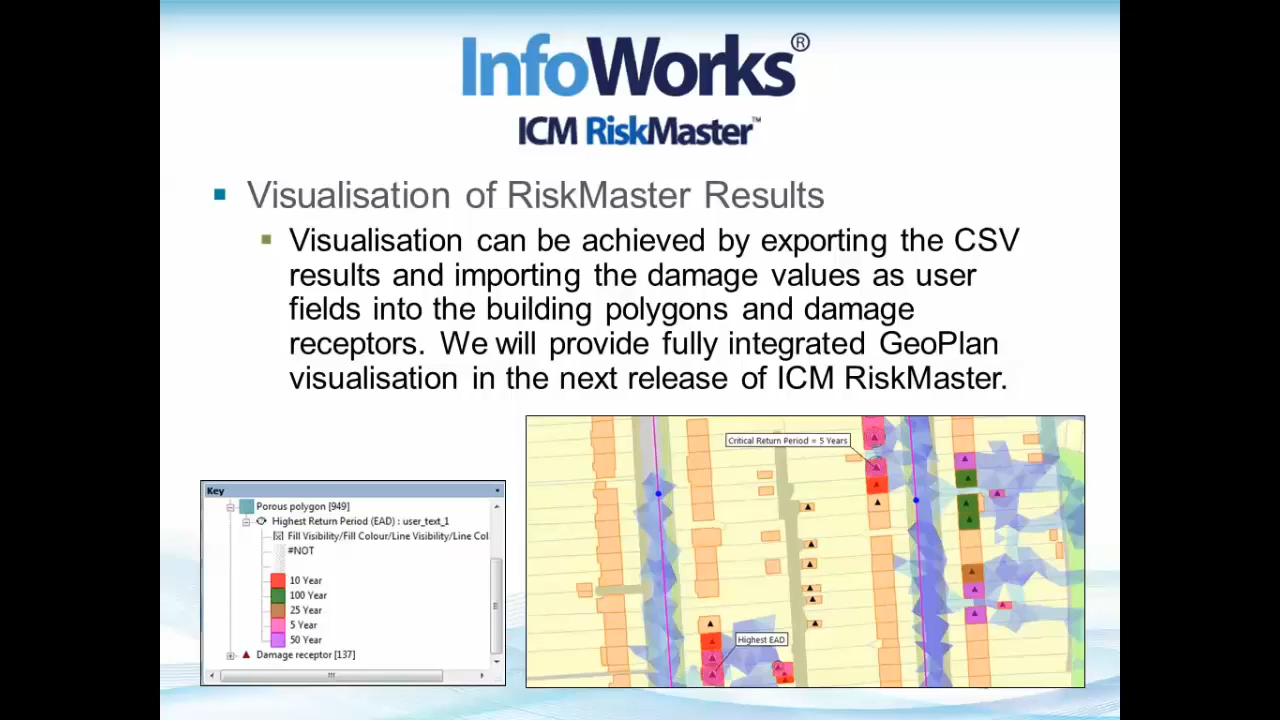 InfoWorks®
ICM RiskMaster™
Visualisation of RiskMaster Results
Visualisation can be achieved by exporting the CSV
results and importing the damage values as user
fields into the building polygons and damage
receptors. We will provide fully integrated GeoPlan
visualisation in the next release of ICM RiskMaster.
Critical Return Period = 5 Years
Key
Porous polygon [949]
Highest Return Period (EAD) : user_text_1
Fill Visibility/Fill Colour/Line Visibility/Line Col
#NOT
10 Year
100 Year
25 Year
5 Year
50 Year
Damage receptor [137]
Highest EAD